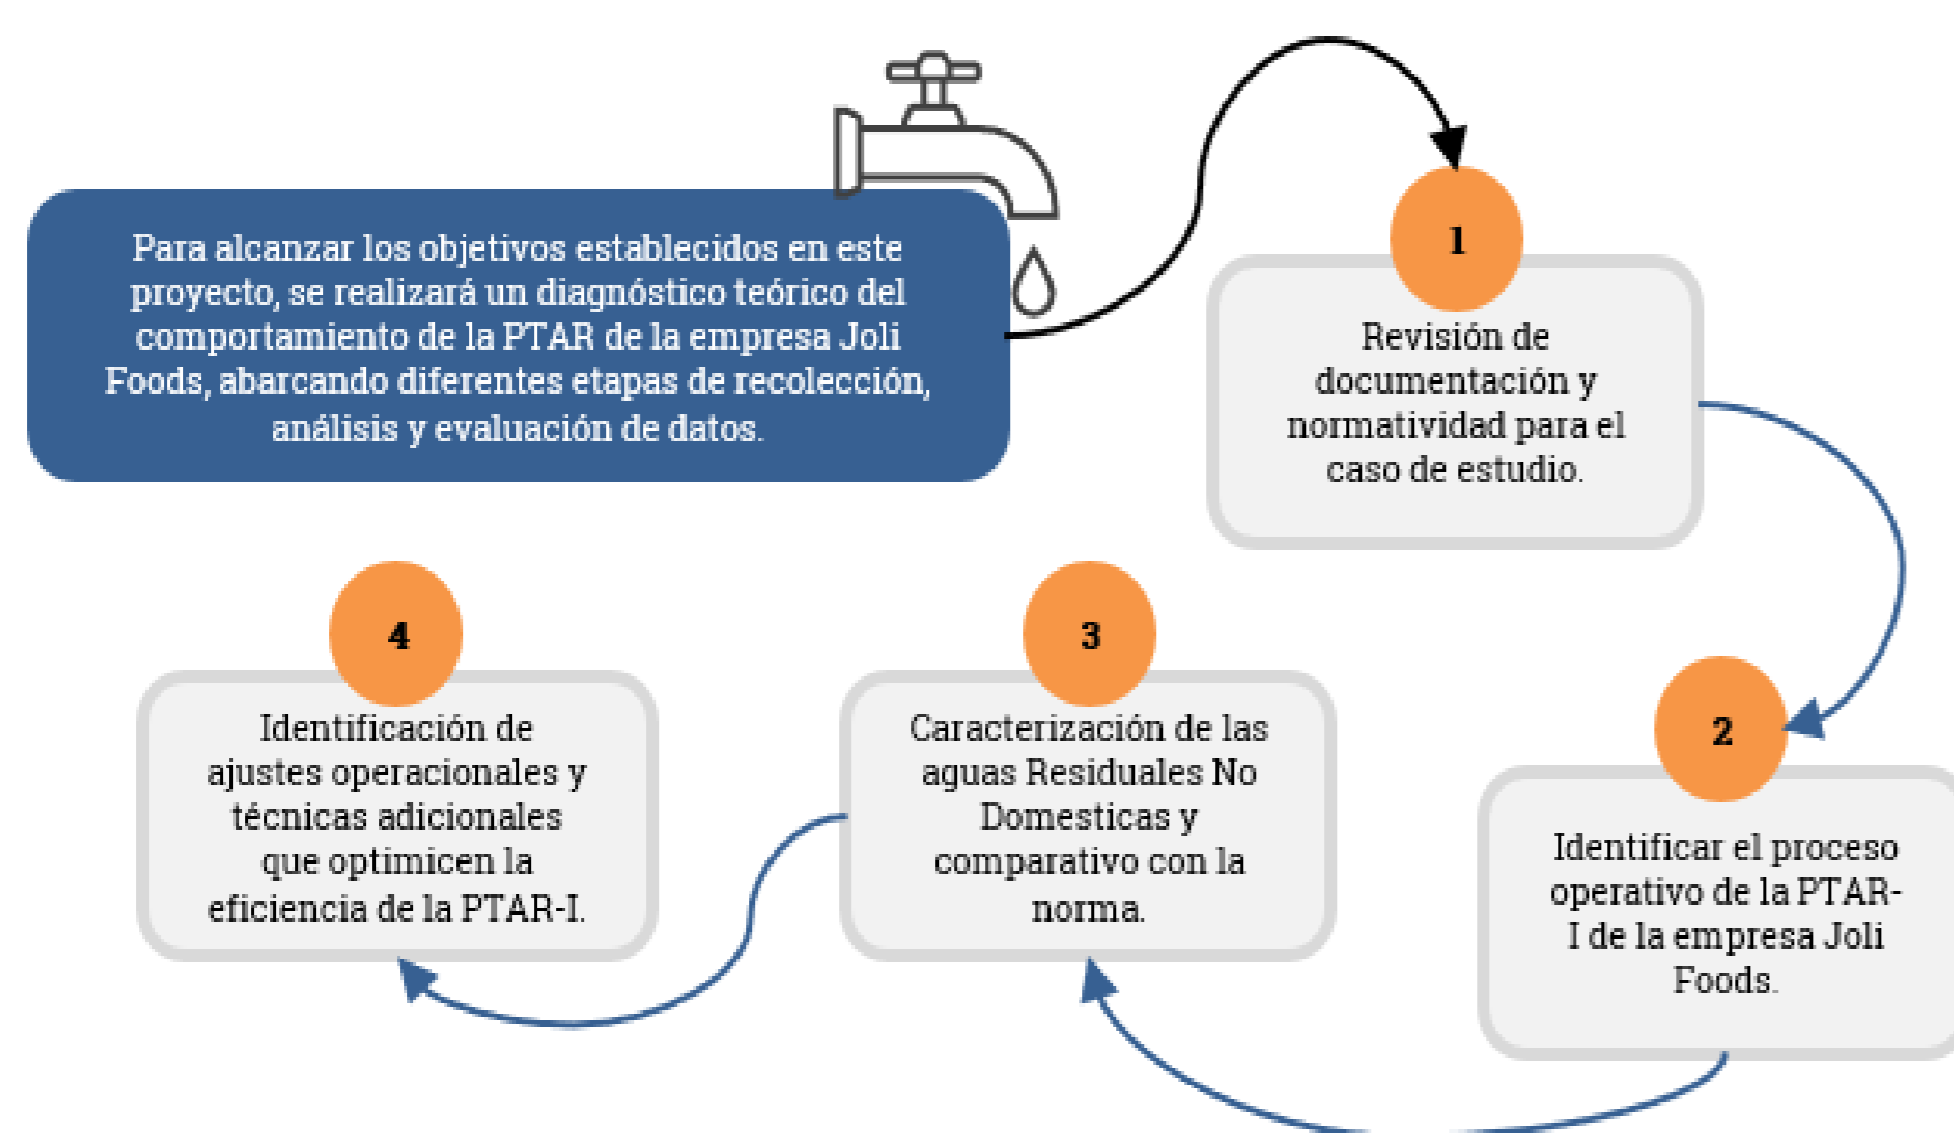 Para alcanzar los objetivos establecidos en este
proyecto, se realizará un diagnóstico teórico del
comportamiento de la PTAR de la empresa Joli
Foods, abarcando diferentes etapas de recolección,
análisis y evaluación de datos.
1
Revisión de
documentación y
normatividad para el
caso de estudio.
2
Identificar el proceso
operativo de la PTAR-
I de la empresa Joli
Foods.
3
Caracterización de las
aguas Residuales No
Domesticas y
comparativo con la
norma.
4
Identificación de
ajustes operacionales y
técnicas adicionales
que optimicen la
eficiencia de la PTAR-I.